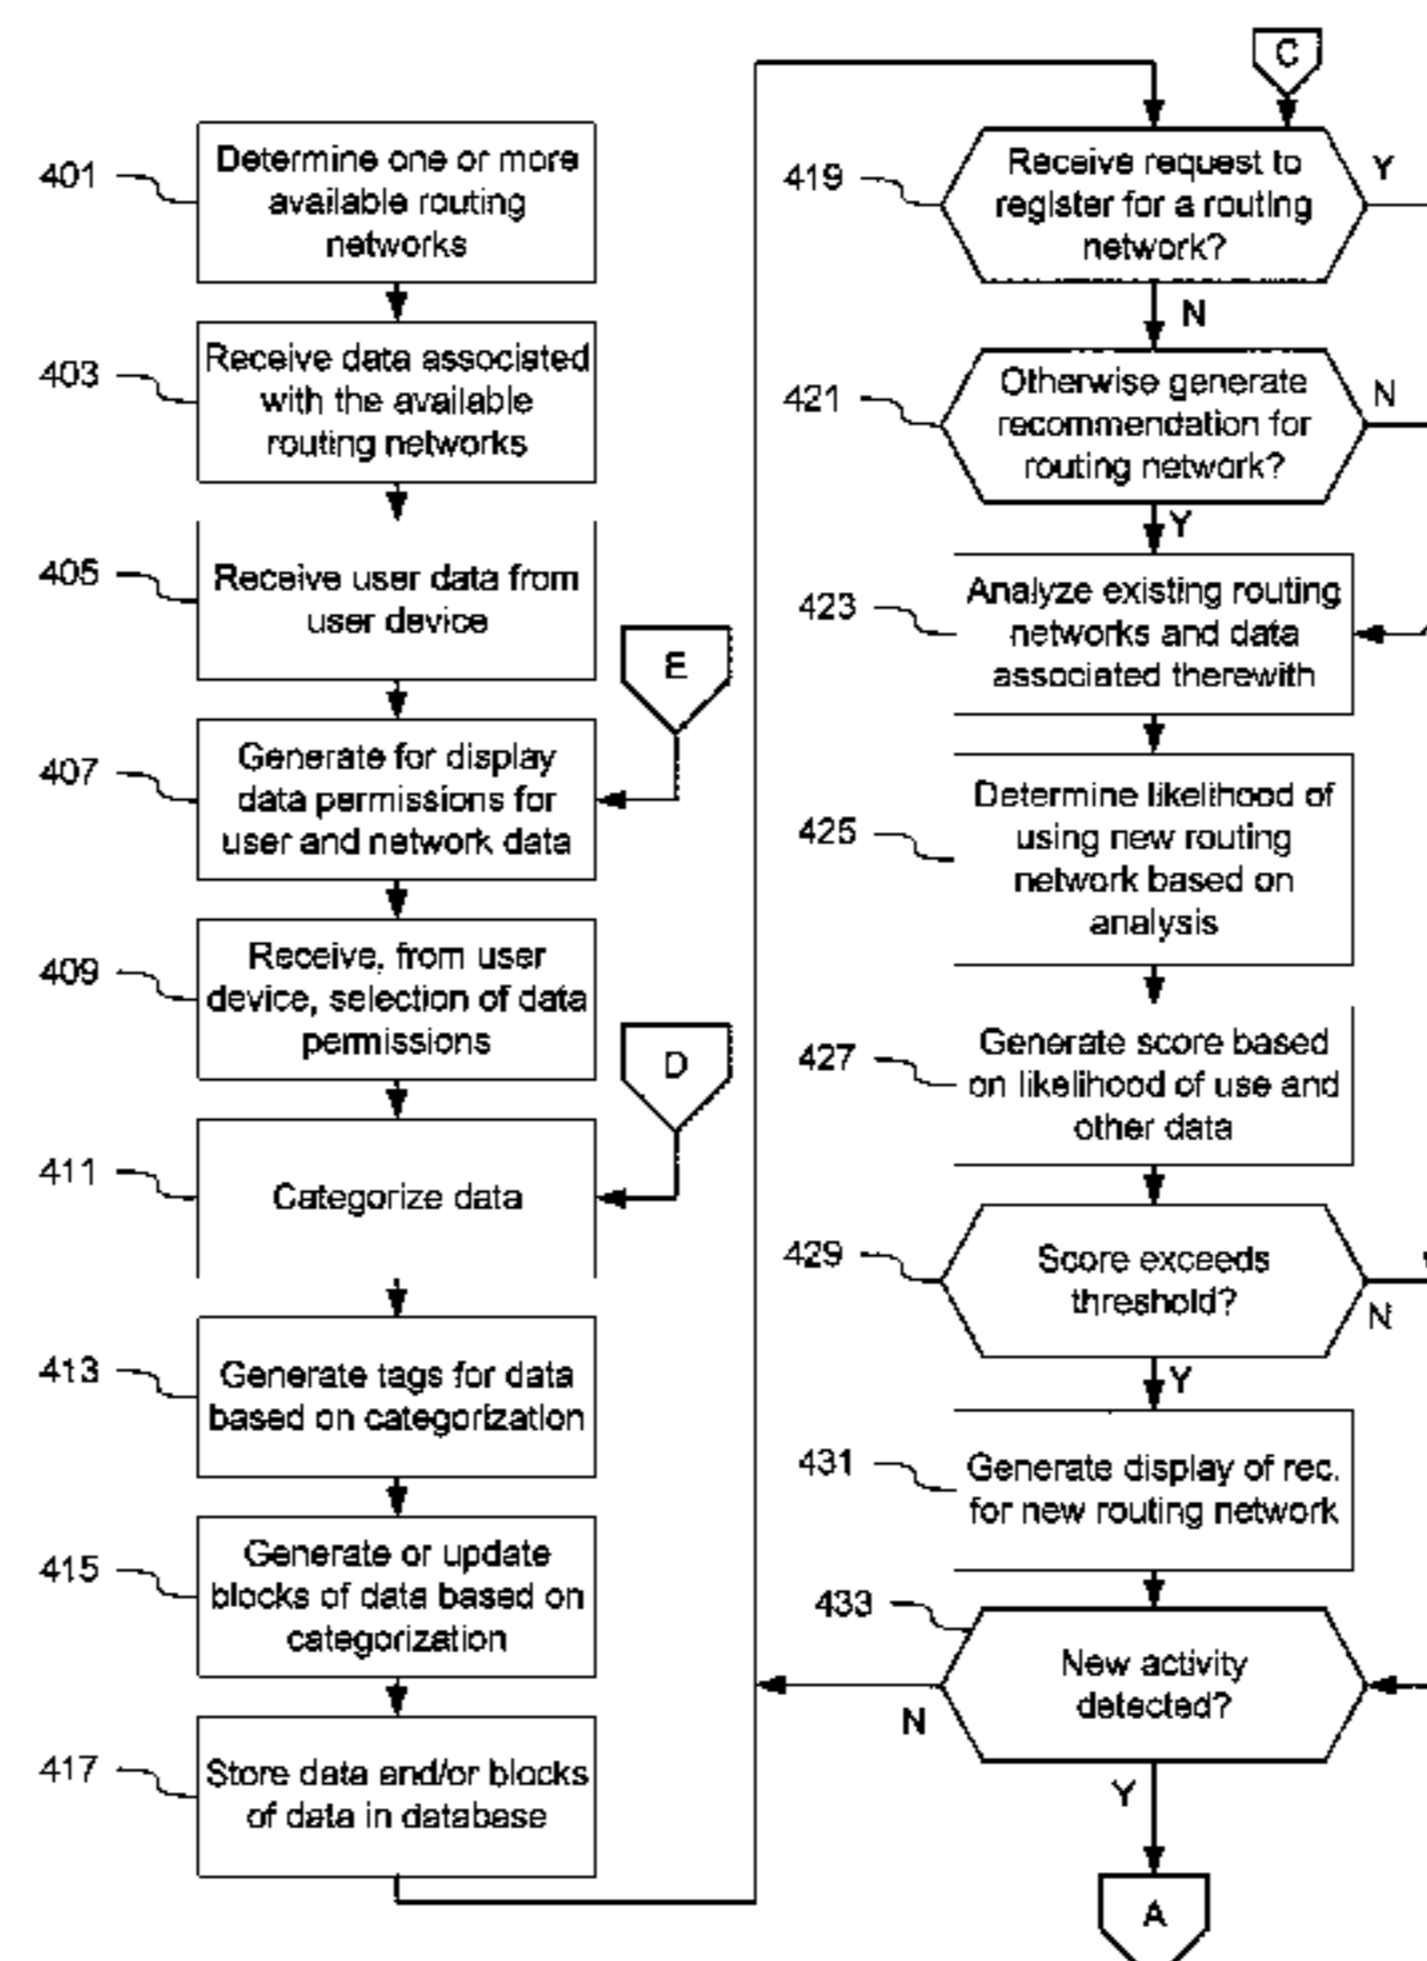 401
Determine one or more
available routing
networks
403
Receive data associated
with the available
routing networks
405
Receive user data from
user device
E
407
Generate for display
data permissions for
user and network data
409
Receive, from user
device, selection of data
permissions
D
411
Categorize data
413
Generate tags for data
based on categorization
415
Generate or update
blocks of data based on
categorization
417
Store data and/or blocks
of data in database
C
419
Receive request to
register for a routing
network?
Y
N
421
Otherwise generate
recommendation for
routing network?
N
Y
423
Analyze existing routing
networks and data
associated therewith
425
Determine likelihood of
using new routing
network based on
analysis
427
Generate score based
on likelihood of use and
other data
429
Score exceeds
threshold?
N
Y
431
Generate display of rec.
for new routing network
433
New activity
detected?
N
Y
A